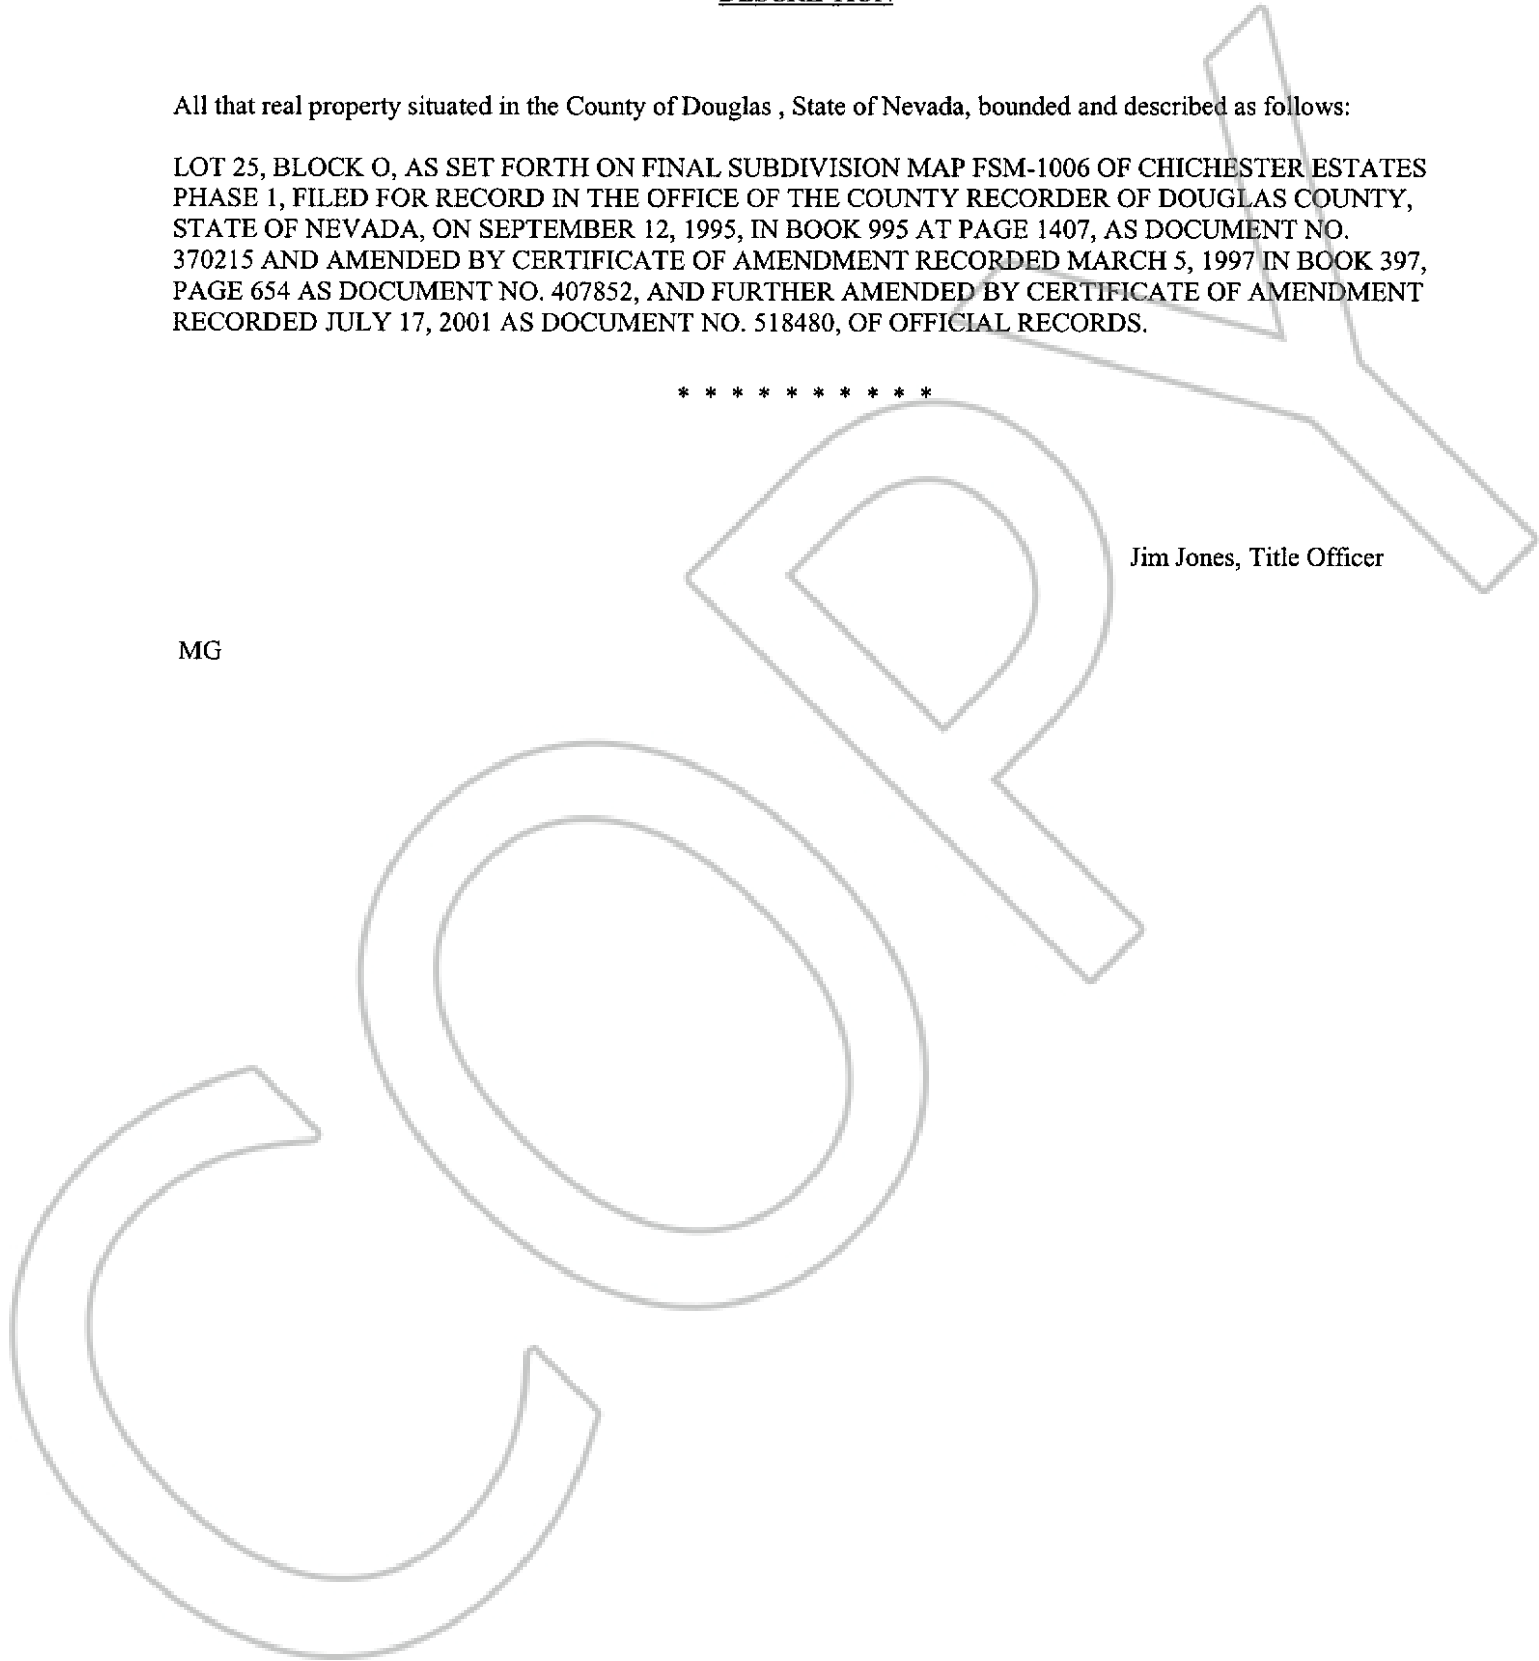 DESCRIPTION
All that real property situated in the County of Douglas , State of Nevada, bounded and described as follows:
LOT 25, BLOCK O, AS SET FORTH ON FINAL SUBDIVISION MAP FSM-1006 OF CHICHESTER ESTATES
PHASE 1, FILED FOR RECORD IN THE OFFICE OF THE COUNTY RECORDER OF DOUGLAS COUNTY,
STATE OF NEVADA, ON SEPTEMBER 12, 1995, IN BOOK 995 AT PAGE 1407, AS DOCUMENT NO.
370215 AND AMENDED BY CERTIFICATE OF AMENDMENT RECORDED MARCH 5, 1997 IN BOOK 397,
PAGE 654 AS DOCUMENT NO. 407852, AND FURTHER AMENDED BY CERTIFICATE OF AMENDMENT
RECORDED JULY 17, 2001 AS DOCUMENT NO. 518480, OF OFFICIAL RECORDS.
* * * * * * * * * *
Jim Jones, Title Officer
MG
COPY